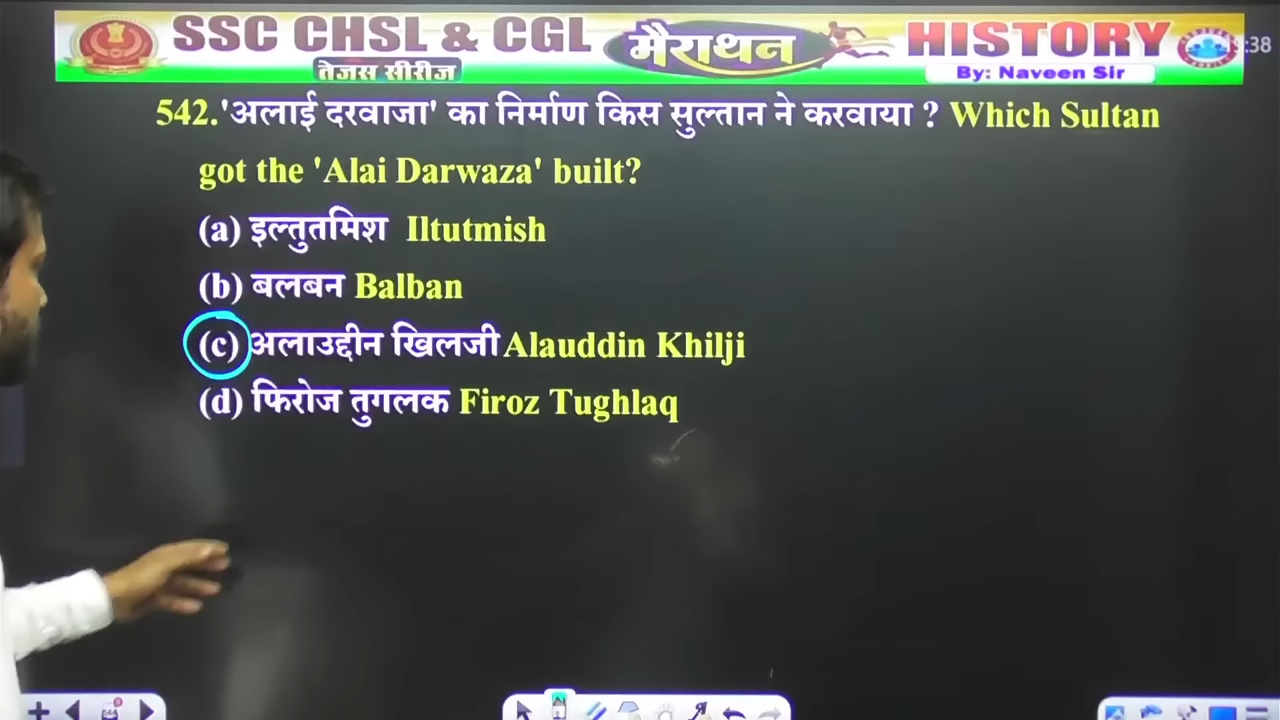 SSC CHSL & CGL मैराथन HISTORY
:38
तेजस सीरीज
By: Naveen Sir
542.'अलाई दरवाजा' का निर्माण किस सुल्तान ने करवाया ? Which Sultan
got the 'Alai Darwaza' built?
(a) इल्तुतमिश Iltutmish
(b) बलबन Balban
(c) अलाउद्दीन खिलजी Alauddin Khilji
(d) फिरोज तुगलक Firoz Tughlaq